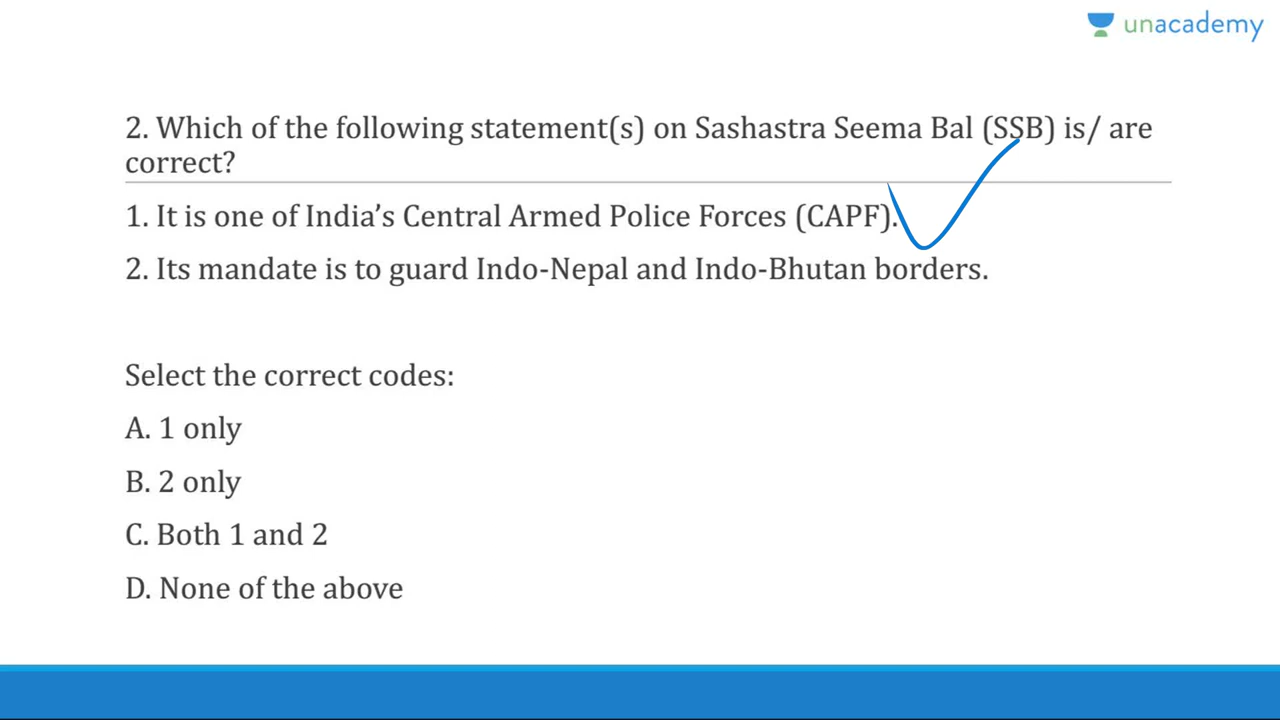 unacademy
2. Which of the following statement(s) on Sashastra Seema Bal (SSB) is/ are
correct?
1. It is one of India’s Central Armed Police Forces (CAPF).
2. Its mandate is to guard Indo-Nepal and Indo-Bhutan borders.
Select the correct codes:
A. 1 only
B. 2 only
C. Both 1 and 2
D. None of the above